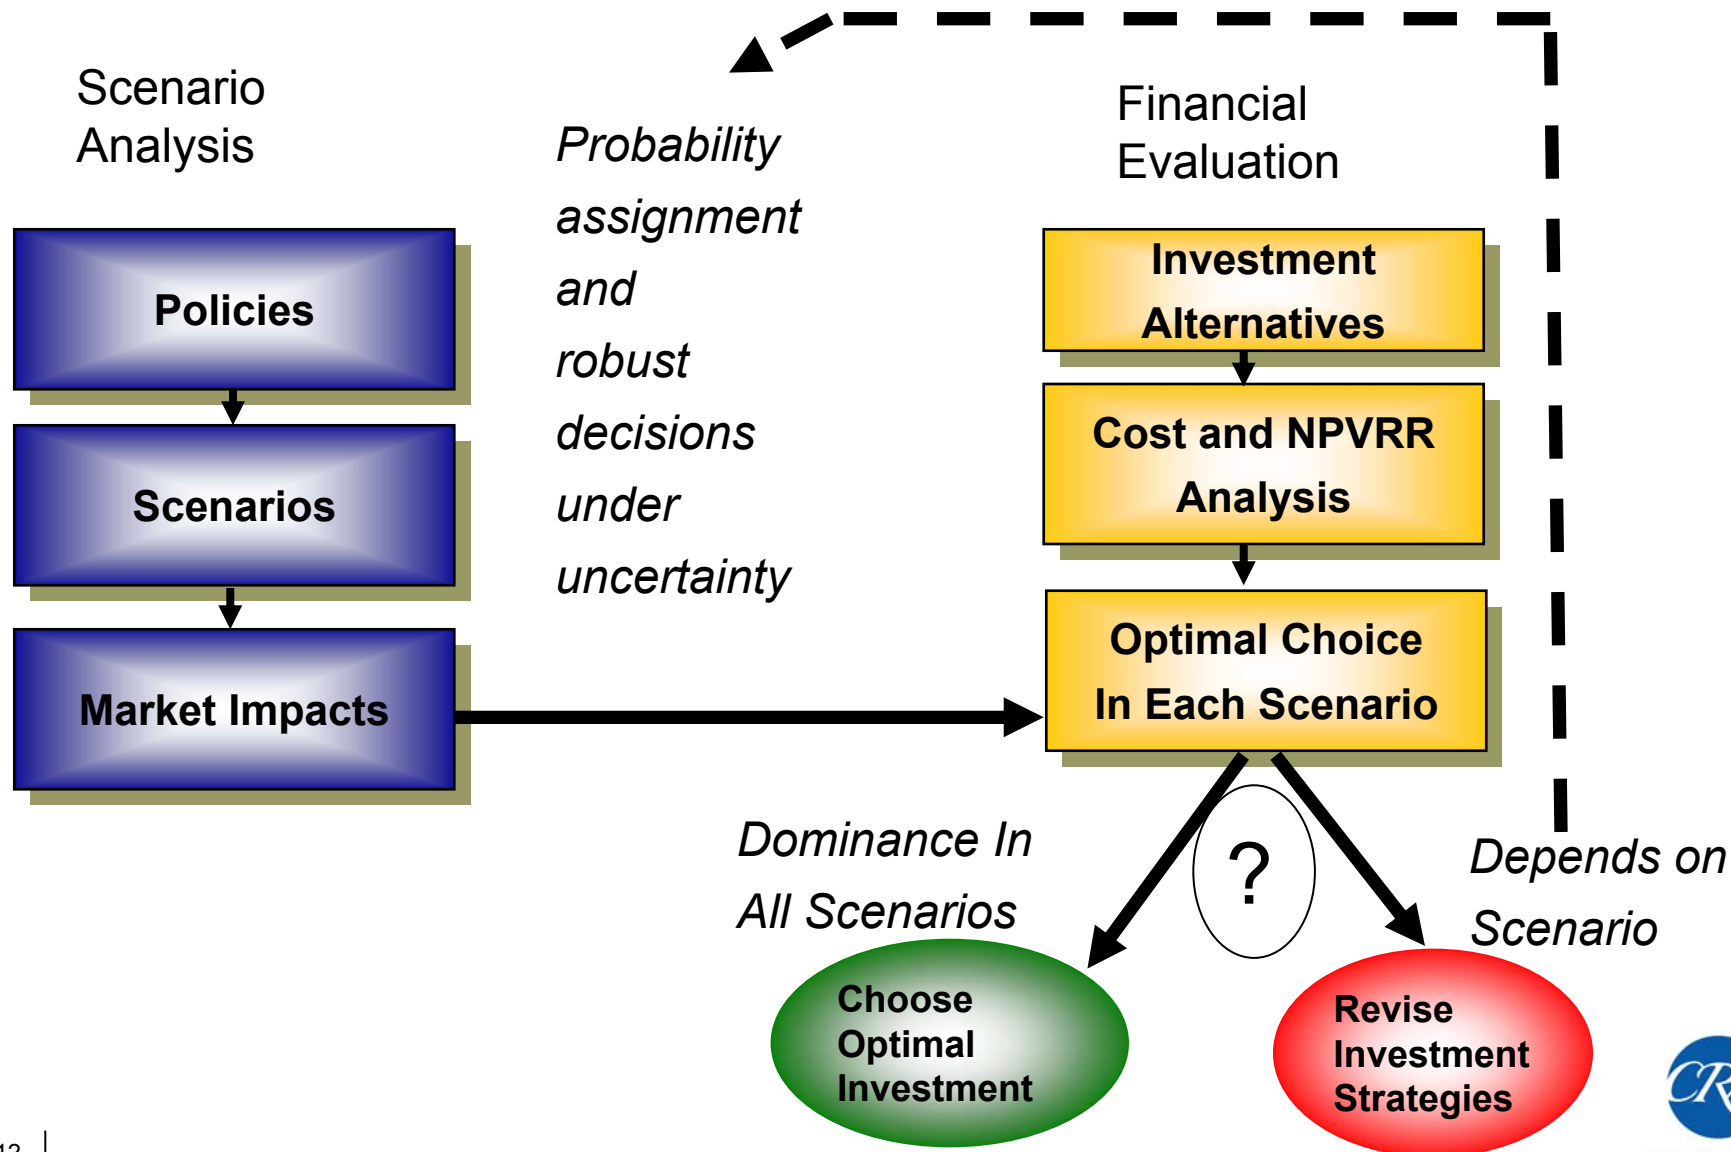 Scenario
Analysis
Policies
Scenarios
Market Impacts
Probability
assignment
and
robust
decisions
under
uncertainty
Financial
Evaluation
Investment
Alternatives
Cost and NPVRR
Analysis
Optimal Choice
In Each Scenario
Dominance In
All Scenarios
?
Depends on
Scenario
Choose
Optimal
Investment
Revise
Investment
Strategies